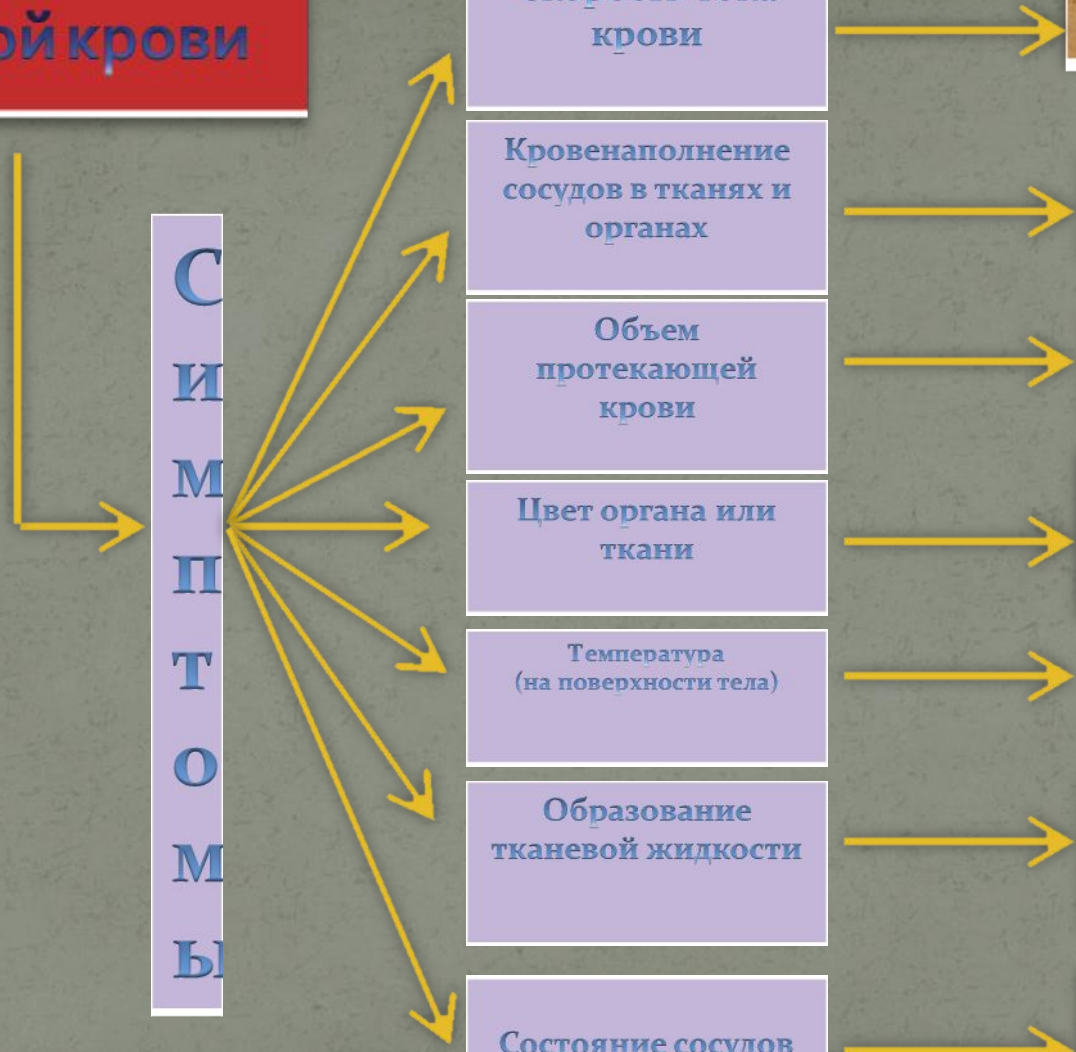 крови
крови
Кровенаполнение
сосудов в тканях и
органах
Объем
протекающей
крови
Цвет органа или
ткани
Температура
(на поверхности тела)
Образование
тканевой жидкости
Состояние сосудов
С
и
м
п
т
о
м
ы